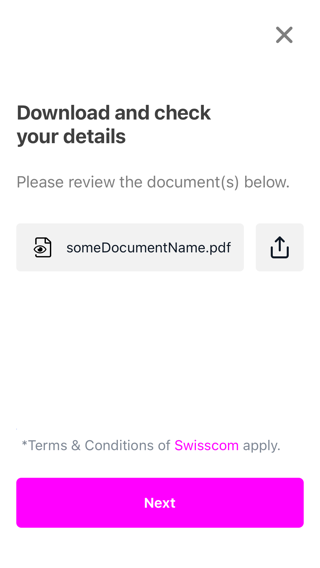 Download and check
your details
Please review the document(s) below.
someDocumentName.pdf
*Terms & Conditions of Swisscom apply.
Next